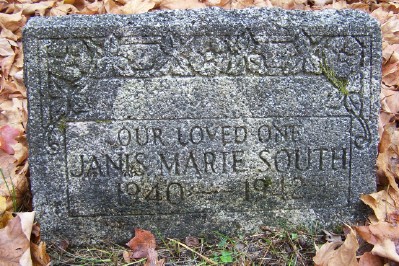 OUR LOVED ONE
JANIS MARIE SOUTH
1940 — 1942